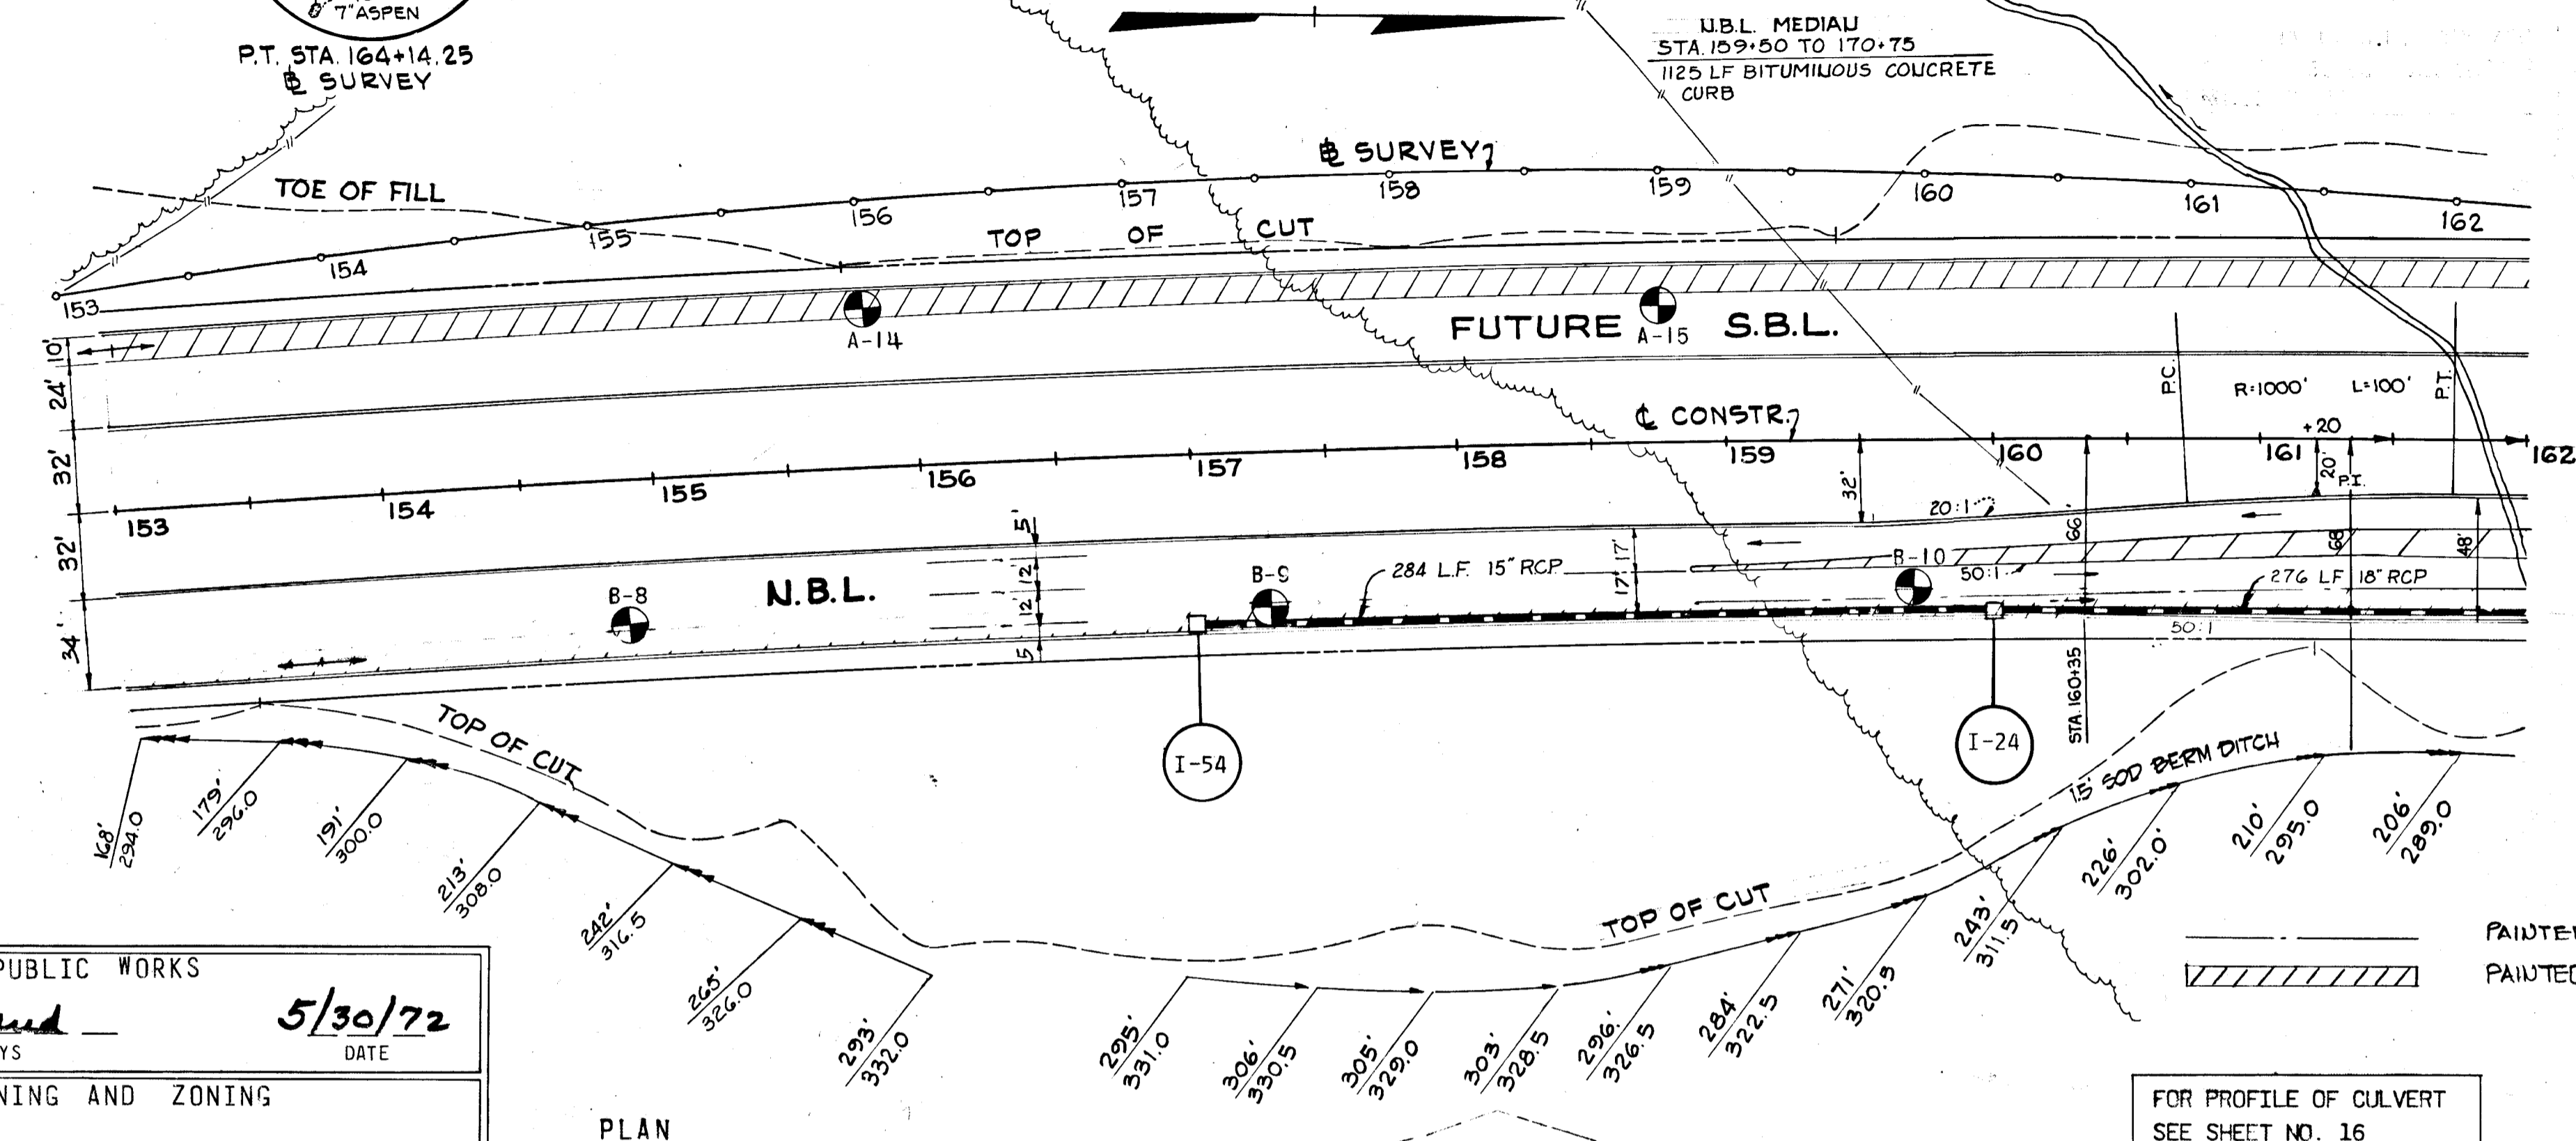 7" ASPEN
P.T. STA. 164+14.25
BL SURVEY
N.B.L. MEDIAN
STA. 159+50 TO 170+75
1125 LF BITUMINOUS CONCRETE
CURB
BL SURVEY
TOE OF FILL
TOP OF CUT
153
154
155
156
157
158
159
160
161
162
A-14
FUTURE S.B.L.
A-15
10'
24'
32'
32'
34'
P.C.
R=1000'
L=100'
P.T.
℄ CONSTR.
+20
153
154
155
156
157
158
159
160
161
162
32'
20'
P.I.
20:1
66'
68'
48'
5'
12'
12'
5'
17' 17'
N.B.L.
B-8
B-9
284 L.F. 15" RCP
B-10
50:1
276 LF 18" RCP
50:1
STA. 160+35
I-54
I-24
TOP OF CUT
1.5' SOD BERM DITCH
TOP OF CUT
168'
294.0
179'
296.0
191'
300.0
213'
308.0
242'
316.5
265'
326.0
293'
332.0
295'
331.0
306'
330.5
305'
329.0
303'
328.5
296'
326.5
284'
322.5
271'
320.5
243'
311.5
226'
302.0'
210'
295.0
206'
289.0
PAINTE
PAINTED
PUBLIC WORKS
5/30/72
YS
DATE
NING AND ZONING
PLAN
FOR PROFILE OF CULVERT
SEE SHEET NO. 16